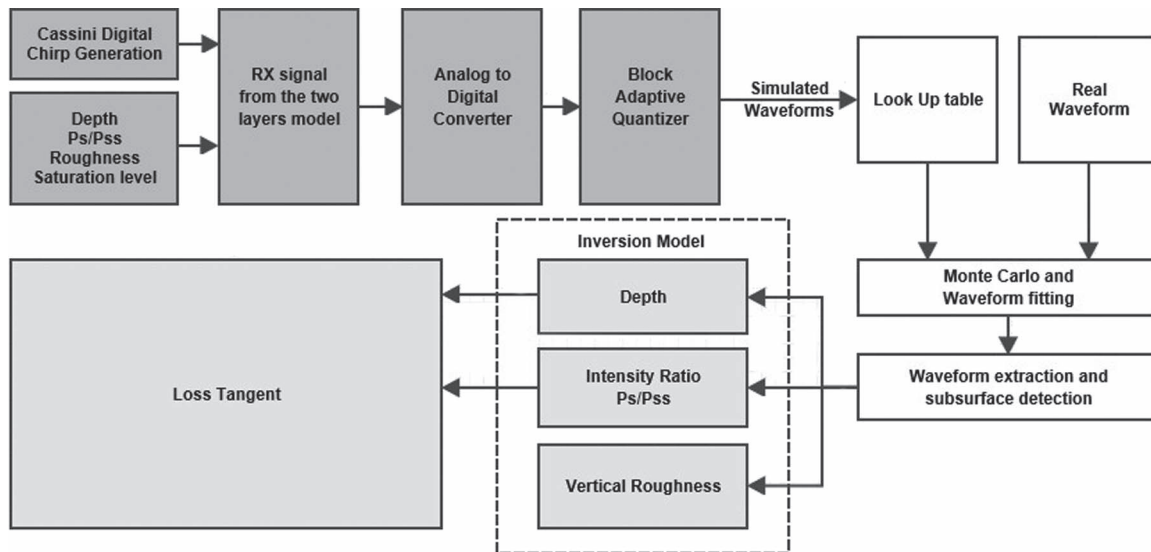 Cassini Digital
Chirp Generation
Depth
Ps/Pss
Roughness
Saturation level
RX signal
from the two
layers model
Analog to
Digital
Converter
Block
Adaptive
Quantizer
Simulated
Waveforms
Look Up table
Real
Waveform
Monte Carlo and
Waveform fitting
Waveform extraction and
subsurface detection
Inversion Model
Depth
Intensity Ratio
Ps/Pss
Vertical Roughness
Loss Tangent